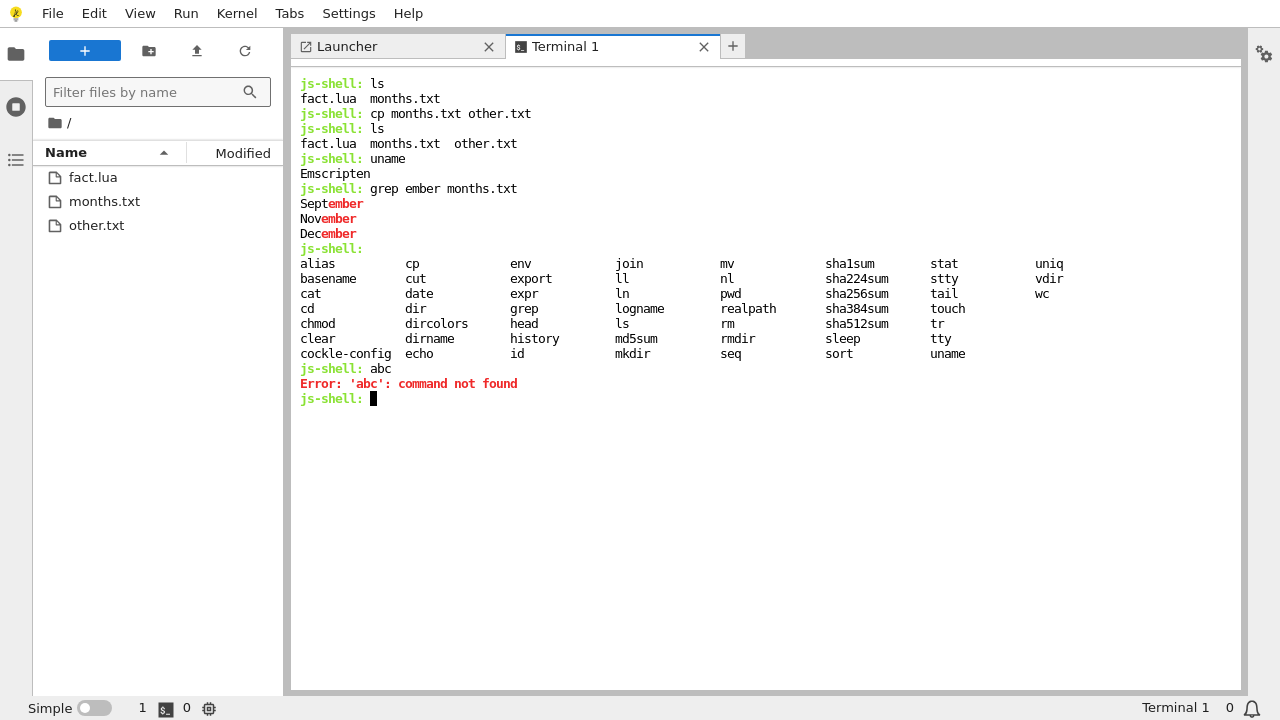 File Edit View Run Kernel Tabs Settings Help
Launcher
Terminal 1
Filter files by name
/
Name Modified
fact.lua
months.txt
other.txt
js-shell: ls
fact.lua  months.txt
js-shell: cp months.txt other.txt
js-shell: ls
fact.lua  months.txt  other.txt
js-shell: uname
Emscripten
js-shell: grep ember months.txt
September
November
December
js-shell:
alias          cp             env            join           mv             sha1sum        stat           uniq
basename       cut            export         ll             nl             sha224sum      stty           vdir
cat            date           expr           ln             pwd            sha256sum      tail           wc
cd             dir            grep           logname        realpath       sha384sum      touch
chmod          dircolors      head           ls             rm             sha512sum      tr
clear          dirname        history        md5sum         rmdir          sleep          tty
cockle-config  echo           id             mkdir          seq            sort           uname
js-shell: abc
Error: 'abc': command not found
js-shell:
Simple 1 $_ 0 Terminal 1 0